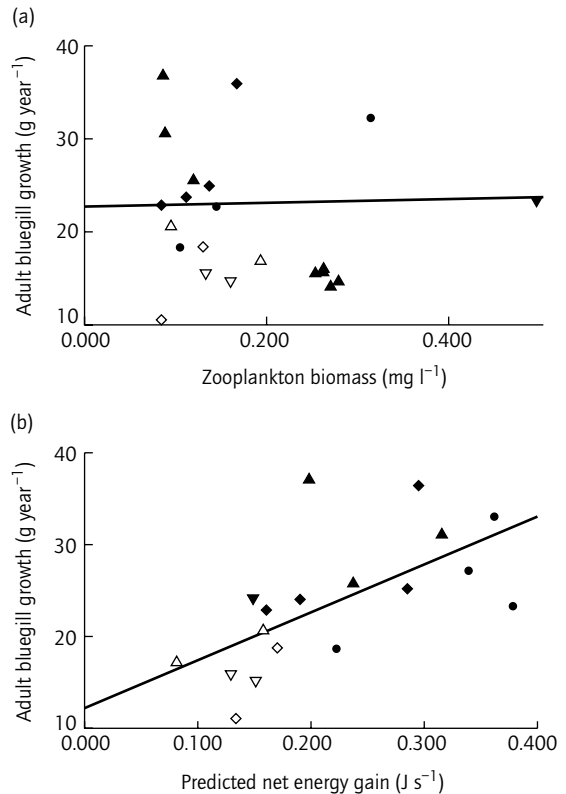 (a)
40
30
20
10
Adult bluegill growth (g year⁻¹)
0.000 0.200 0.400
Zooplankton biomass (mg l⁻¹)
(b)
40
30
20
10
Adult bluegill growth (g year⁻¹)
0.000 0.100 0.200 0.300 0.400
Predicted net energy gain (J s⁻¹)